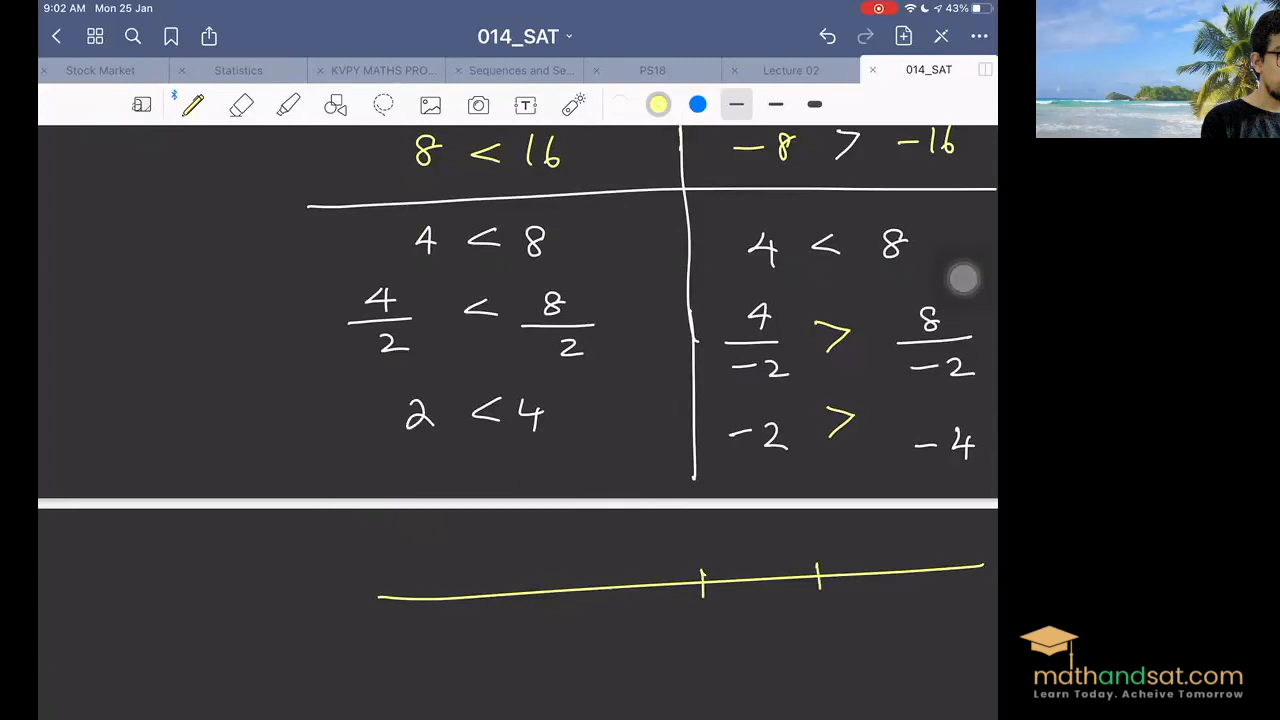 9:02 AM Mon 25 Jan
43%
014_SAT
Stock Market
Statistics
KVPY MATHS PRO...
Sequences and Se...
PS18
Lecture 02
014_SAT
T
8 < 16
-8 > -16
4 < 8
4 < 8
4/2 < 8/2
4/-2 > 8/-2
2 < 4
-2 > -4
mathandsat.com
Learn Today. Acheive Tomorrow